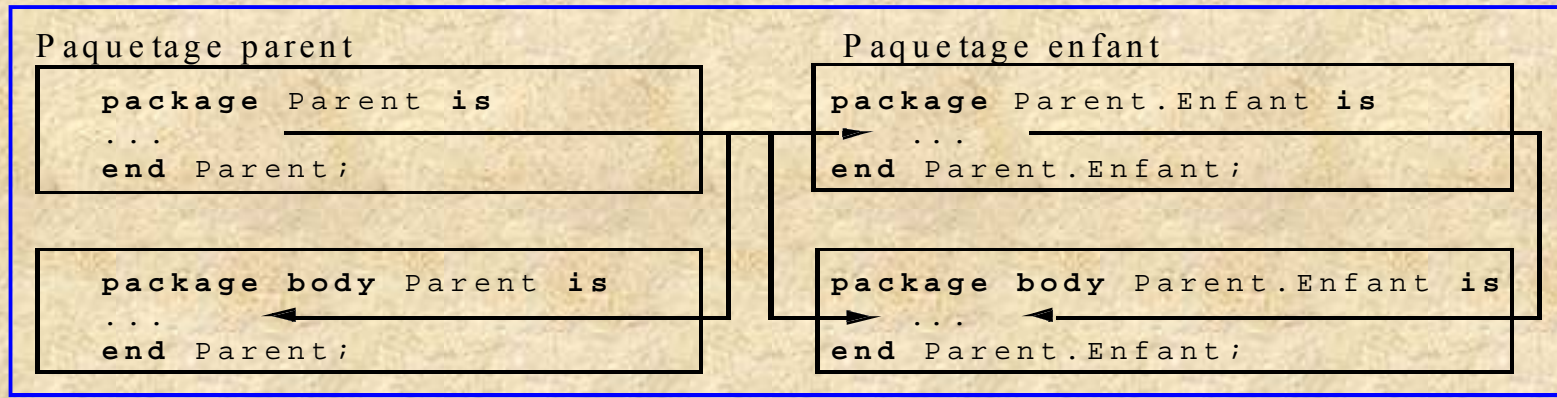 Paquetage parent
package Parent is
...
end Parent;
package body Parent is
...
end Parent;
Paquetage enfant
package Parent.Enfant is
...
end Parent.Enfant;
package body Parent.Enfant is
...
end Parent.Enfant;